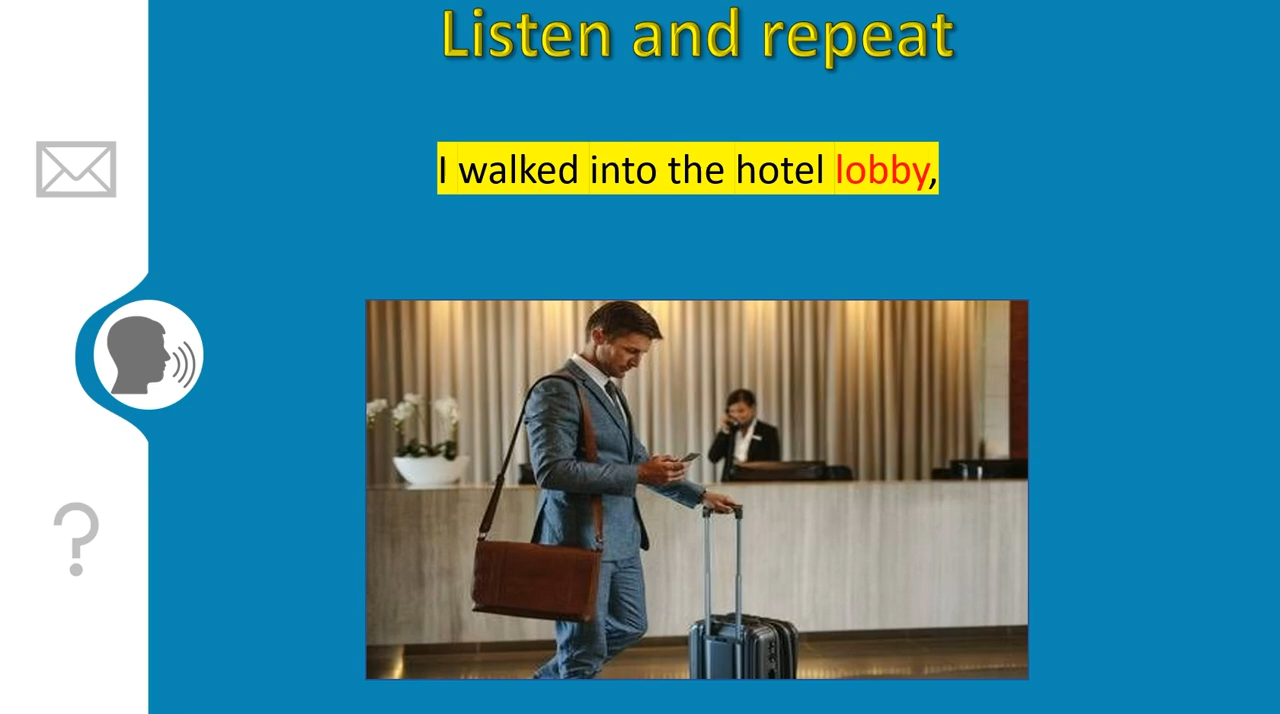 Listen and repeat
I walked into the hotel lobby,